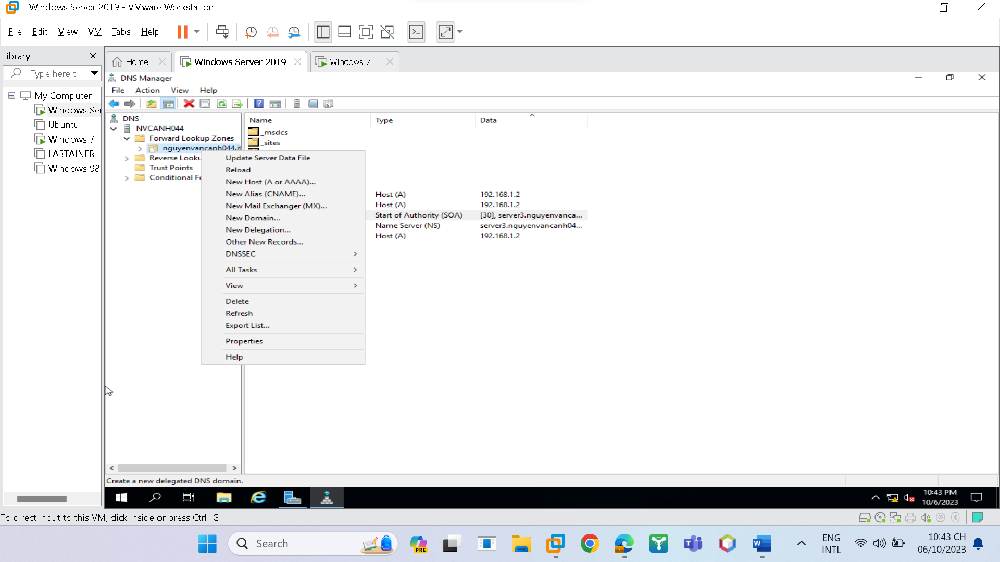 Windows Server 2019 - VMware Workstation
File Edit View VM Tabs Help
Library
Type here t...
My Computer
Windows Ser
Ubuntu
Windows 7
LABTAINER
Windows 98
Home
Windows Server 2019
Windows 7
DNS Manager
File Action View Help
DNS
NVCANH044
Forward Lookup Zones
nguyenvancanh044.it
Reverse Looku
Trust Points
Conditional Fo
Name Type Data
_msdcs
_sites
Host (A) 192.168.1.2
Host (A) 192.168.1.2
Start of Authority (SOA) [30], server3.nguyenvanca...
Name Server (NS) server3.nguyenvancanh04...
Host (A) 192.168.1.2
Update Server Data File
Reload
New Host (A or AAAA)...
New Alias (CNAME)...
New Mail Exchanger (MX)...
New Domain...
New Delegation...
Other New Records...
DNSSEC
All Tasks
View
Delete
Refresh
Export List...
Properties
Help
Create a new delegated DNS domain.
10:43 PM
10/6/2023
To direct input to this VM, click inside or press Ctrl+G.
Search
PRE
ENG
INTL
10:43 CH
06/10/2023